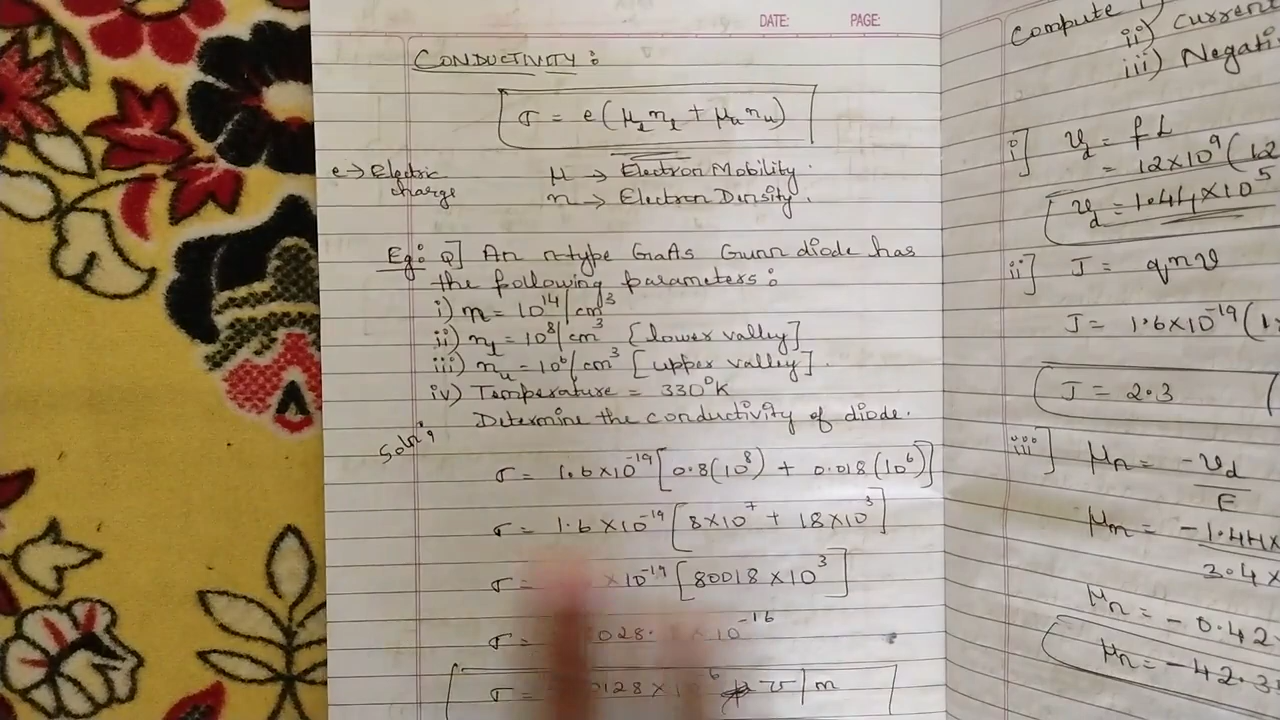 DATE: PAGE:
CONDUCTIVITY :
σ = e(μℓnℓ + μunu)
e → Electric charge
μ → Electron Mobility.
n → Electron Density.
Eg: Q] An n-type GaAs Gunn diode has
the following parameters :
i) n = 10^14/cm^3
ii) nℓ = 10^8/cm^3 [lower valley]
iii) nu = 10^6/cm^3 [upper valley].
iv) Temperature = 330°K
Determine the conductivity of diode.
Soln:
σ = 1.6×10^-19[0.8(10^8) + 0.018(10^6)]
σ = 1.6×10^-19[8×10^7 + 18×10^3]
σ = ×10^-19[80018×10^3]
σ = 028. 10^-16
σ = 0128×1 6 ℧/m
Compute
ii) Current
iii) Negati
i] vd = fL
= 12×10^9(12
vd = 1.44×10^5
ii] J = qnv
J = 1.6×10^-19(1.
J = 2.3
iii] μn = -vd/E
μn = -1.44×/3.4×
μn = -0.42
μn = -42.3